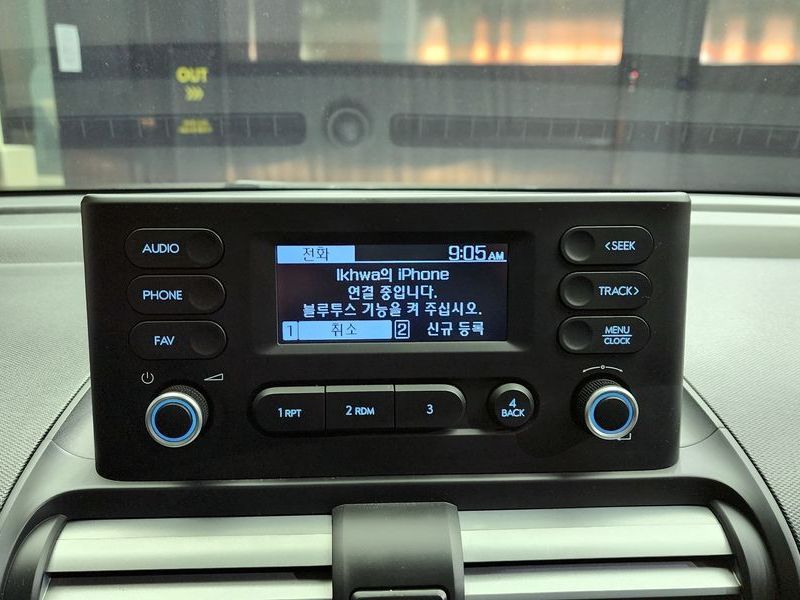 OUT
AUDIO
PHONE
FAV
전화 9:05 AM
Ikhwa의 iPhone
연결 중입니다.
블루투스 기능을 켜 주십시오.
1 취소 2 신규 등록
<SEEK
TRACK>
MENU
CLOCK
1 RPT
2 RDM
3
4
BACK